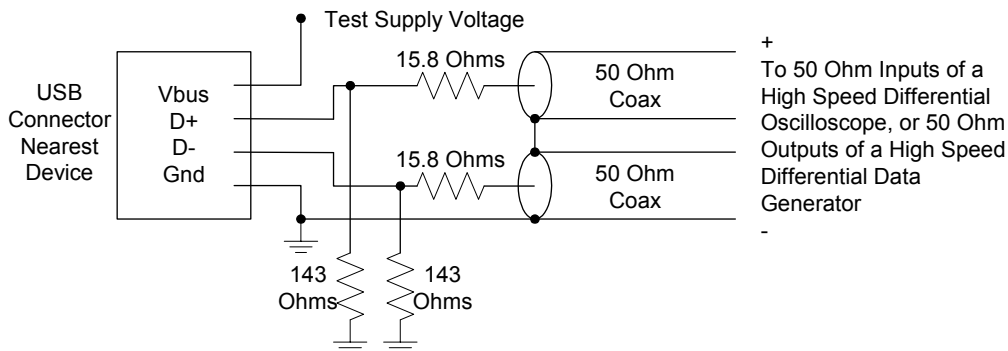 Test Supply Voltage
USB
Connector
Nearest
Device
Vbus
D+
D-
Gnd
15.8 Ohms
50 Ohm
Coax
15.8 Ohms
50 Ohm
Coax
143
Ohms
143
Ohms
+
To 50 Ohm Inputs of a
High Speed Differential
Oscilloscope, or 50 Ohm
Outputs of a High Speed
Differential Data
Generator
-